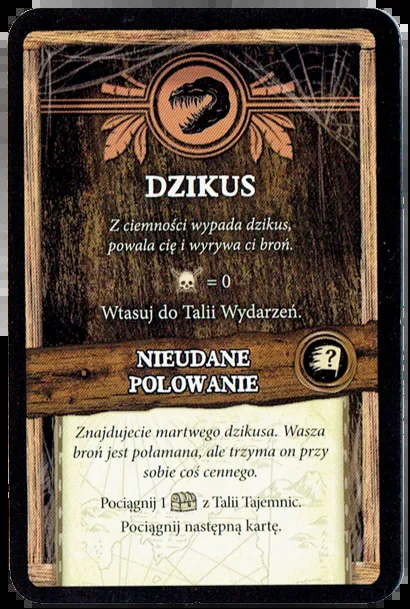 DZIKUS
Z ciemności wypada dzikus,
powala cię i wyrywa ci broń.
= 0
Wtasuj do Talii Wydarzeń.
NIEUDANE
POLOWANIE
?
Znajdujecie martwego dzikusa. Wasza
broń jest połamana, ale trzyma on przy
sobie coś cennego.
Pociągnij 1 z Talii Tajemnic.
Pociągnij następną kartę.